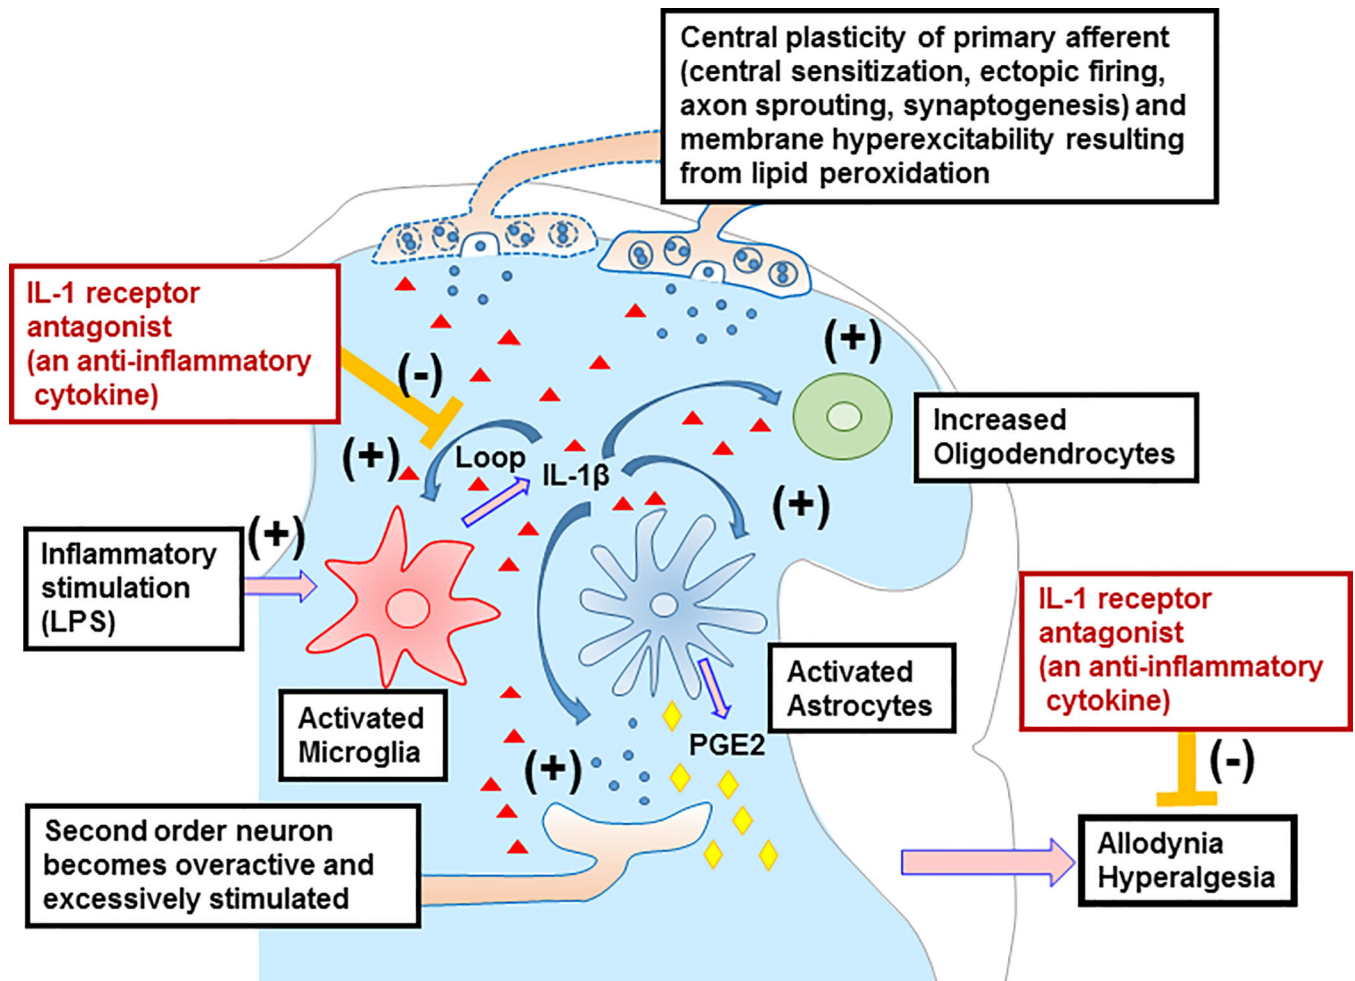 Central plasticity of primary afferent
(central sensitization, ectopic firing,
axon sprouting, synaptogenesis) and
membrane hyperexcitability resulting
from lipid peroxidation
IL-1 receptor
antagonist
(an anti-inflammatory
cytokine)
(-)
(+)
Increased
Oligodendrocytes
(+)
Loop
IL-1β
(+)
(+)
Inflammatory
stimulation
(LPS)
Activated
Microglia
Activated
Astrocytes
PGE2
(+)
IL-1 receptor
antagonist
(an anti-inflammatory
cytokine)
(-)
Second order neuron
becomes overactive and
excessively stimulated
Allodynia
Hyperalgesia